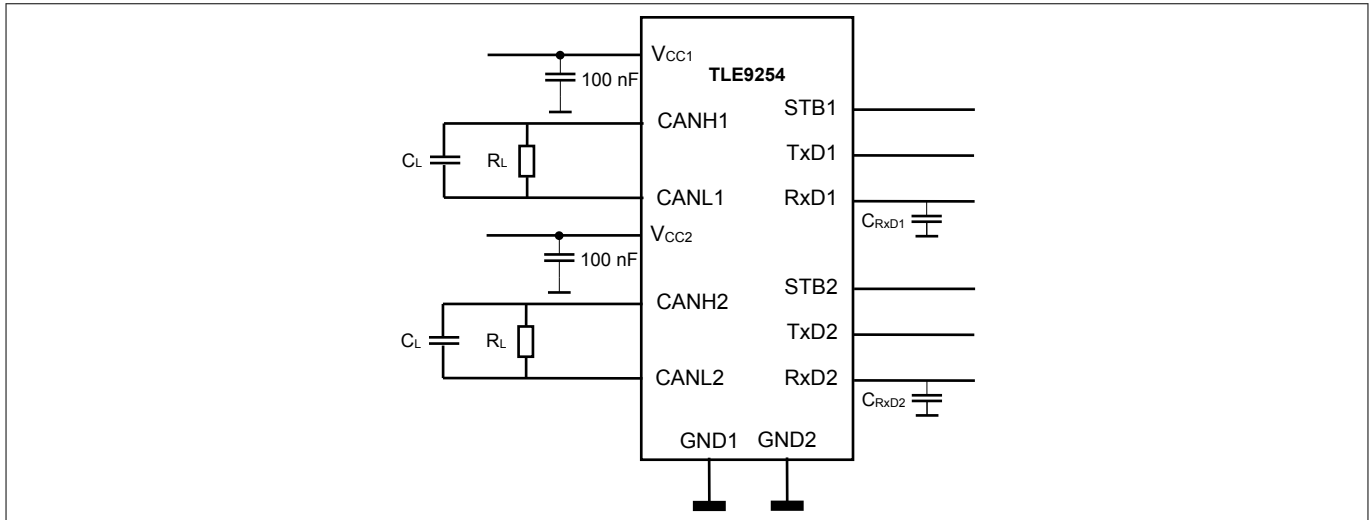 VCC1
TLE9254
100 nF
STB1
CANH1
TxD1
CL
RL
CANL1
RxD1
CRxD1
VCC2
100 nF
STB2
CANH2
TxD2
CL
RL
CANL2
RxD2
CRxD2
GND1
GND2